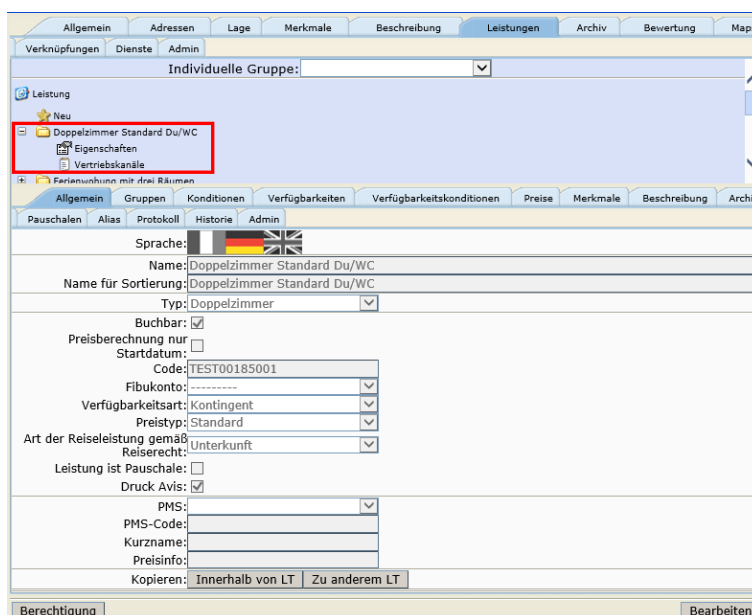 Allgemein Adressen Lage Merkmale Beschreibung Leistungen Archiv Bewertung
Verknüpfungen Dienste Admin
Individuelle Gruppe:
Leistung
Neu
Doppelzimmer Standard Du/WC
Eigenschaften
Vertriebskanäle
Ferienwohung mit drei Räumen
Allgemein Gruppen Konditionen Verfügbarkeiten Verfügbarkeitskonditionen Preise Merkmale Beschreibung
Pauschalen Alias Protokoll Historie Admin
Sprache:
Name: Doppelzimmer Standard Du/WC
Name für Sortierung: Doppelzimmer Standard Du/WC
Typ: Doppelzimmer
Buchbar:
Preisberechnung nur
Startdatum:
Code: TEST00185001
Fibukonto: ---------
Verfügbarkeitsart: Kontingent
Preistyp: Standard
Art der Reiseleistung gemäß
Reiserecht: Unterkunft
Leistung ist Pauschale:
Druck Avis:
PMS:
PMS-Code:
Kurzname:
Preisinfo:
Kopieren: Innerhalb von LT Zu anderem LT
Berechtigung Bearbeiten